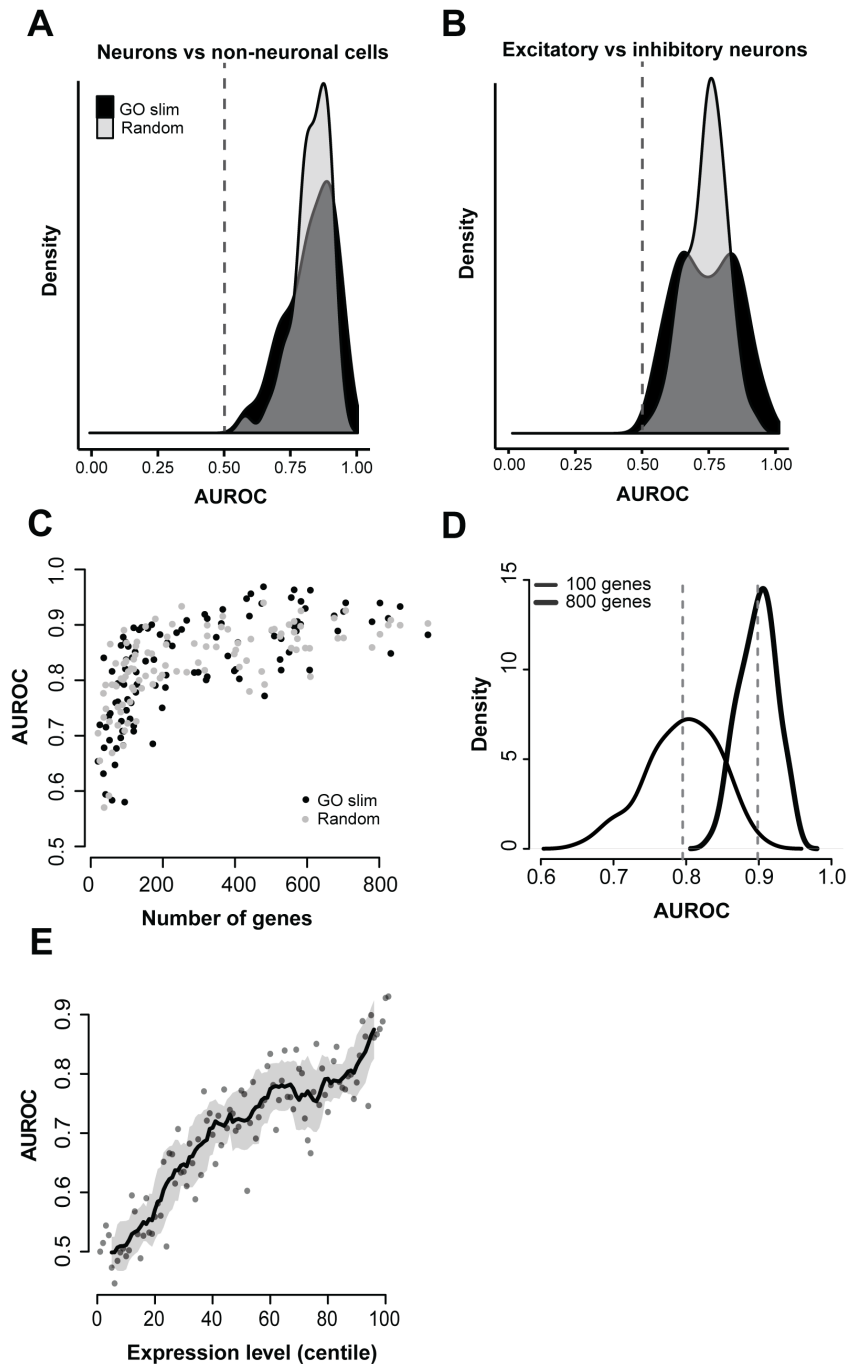 A
Neurons vs non-neuronal cells
GO slim
Random
Density
0.00 0.25 0.50 0.75 1.00
AUROC
B
Excitatory vs inhibitory neurons
Density
0.00 0.25 0.50 0.75 1.00
AUROC
C
1.0
0.9
0.8
0.7
0.6
0.5
AUROC
GO slim
Random
0 200 400 600 800
Number of genes
D
100 genes
800 genes
15
10
5
0
Density
0.6 0.7 0.8 0.9 1.0
AUROC
E
0.9
0.8
0.7
0.6
0.5
AUROC
0 20 40 60 80 100
Expression level (centile)